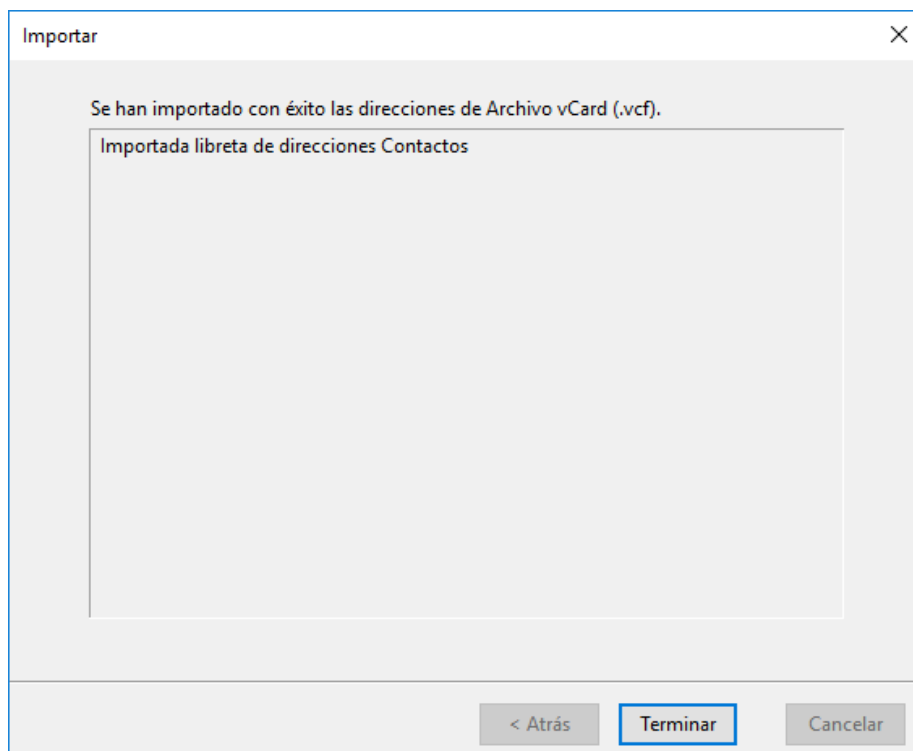 Importar
Se han importado con éxito las direcciones de Archivo vCard (.vcf).
Importada libreta de direcciones Contactos
< Atrás
Terminar
Cancelar